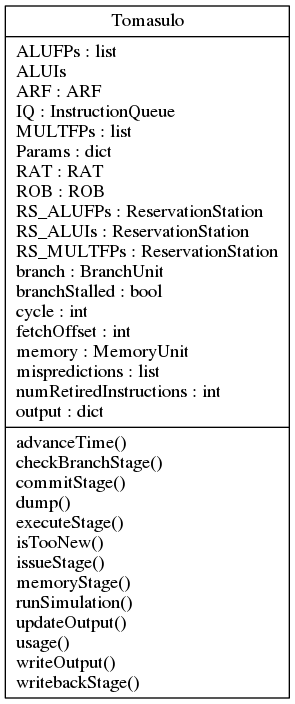 Tomasulo
ALUFPs : list
ALUIs
ARF : ARF
IQ : InstructionQueue
MULTFPs : list
Params : dict
RAT : RAT
ROB : ROB
RS_ALUFPs : ReservationStation
RS_ALUIs : ReservationStation
RS_MULTFPs : ReservationStation
branch : BranchUnit
branchStalled : bool
cycle : int
fetchOffset : int
memory : MemoryUnit
mispredictions : list
numRetiredInstructions : int
output : dict
advanceTime()
checkBranchStage()
commitStage()
dump()
executeStage()
isTooNew()
issueStage()
memoryStage()
runSimulation()
updateOutput()
usage()
writeOutput()
writebackStage()